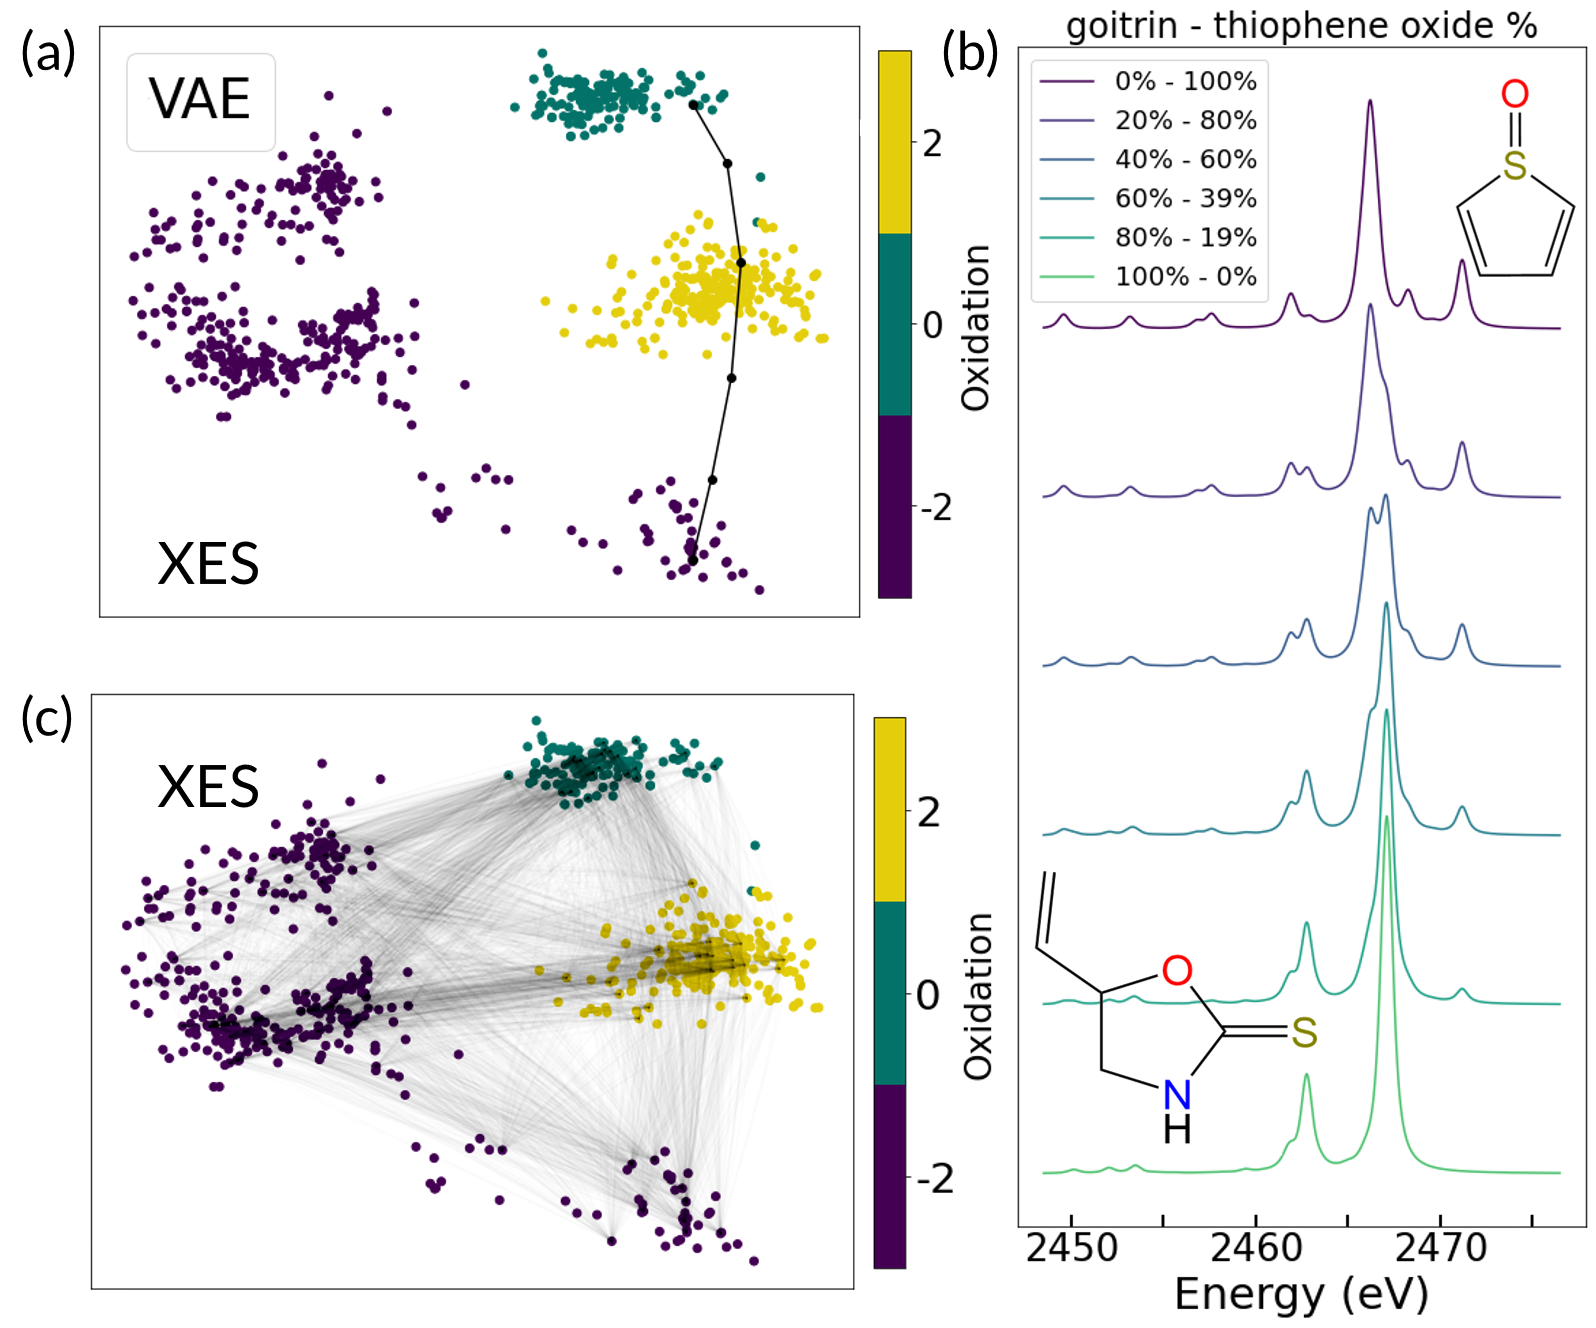 (a)
VAE
XES
2
0
-2
Oxidation
(b)
goitrin - thiophene oxide %
0% - 100%
20% - 80%
40% - 60%
60% - 39%
80% - 19%
100% - 0%
O
S
O
S
N
H
2450 2460 2470
Energy (eV)
(c)
XES
2
0
-2
Oxidation